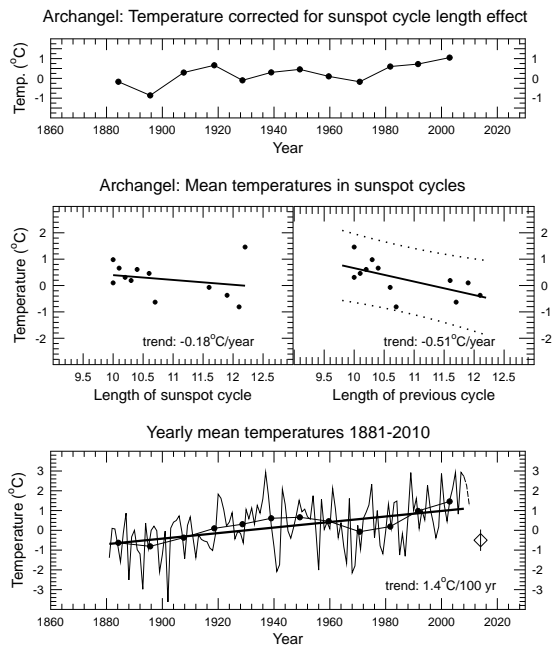 Archangel: Temperature corrected for sunspot cycle length effect
Temp. (°C)
1
0
-1
1
0
-1
1860 1880 1900 1920 1940 1960 1980 2000 2020
Year
Archangel: Mean temperatures in sunspot cycles
Temperature (°C)
2
1
0
-1
-2
2
1
0
-1
-2
trend: -0.18°C/year
trend: -0.51°C/year
9.5 10 10.5 11 11.5 12 12.5
9.5 10 10.5 11 11.5 12 12.5
Length of sunspot cycle
Length of previous cycle
Yearly mean temperatures 1881-2010
Temperature (°C)
3
2
1
0
-1
-2
-3
3
2
1
0
-1
-2
-3
trend: 1.4°C/100 yr
1860 1880 1900 1920 1940 1960 1980 2000 2020
Year